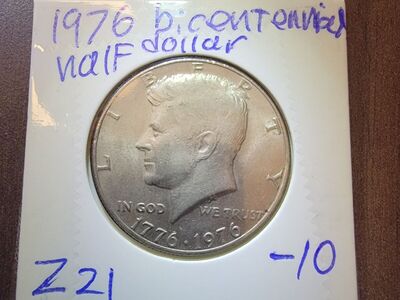 1976 bicentennial
half dollar
LIBERTY
IN GOD WE TRUST
1776-1976
Z21
-10